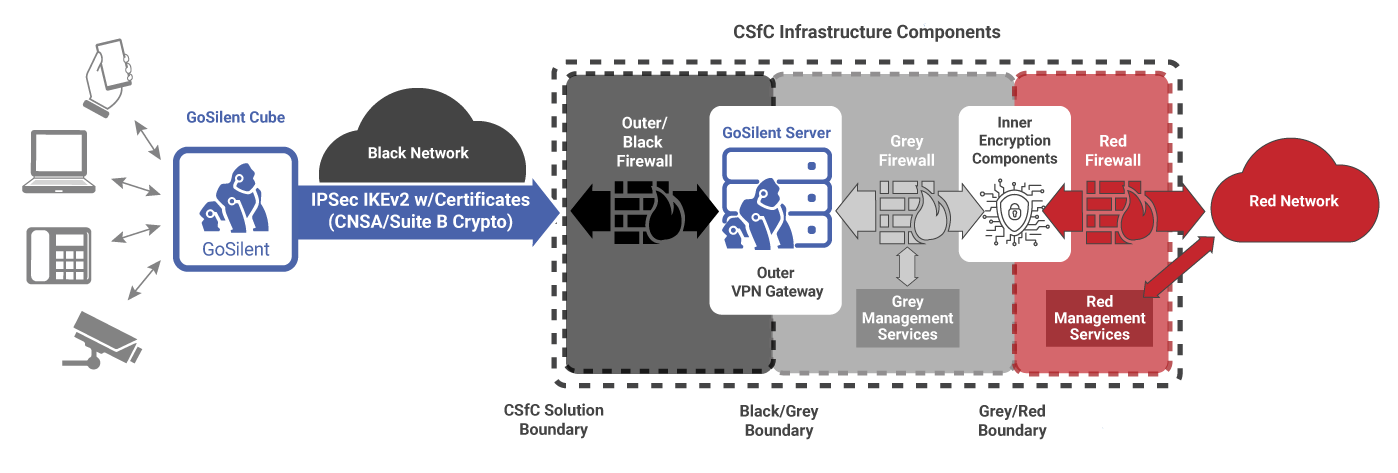 CSfC Infrastructure Components
GoSilent Cube
GoSilent
Black Network
IPSec IKEv2 w/Certificates
(CNSA/Suite B Crypto)
Outer/
Black
Firewall
GoSilent Server
Outer
VPN Gateway
Grey
Firewall
Grey
Management
Services
Inner
Encryption
Components
Red
Firewall
Red
Management
Services
Red Network
CSfC Solution
Boundary
Black/Grey
Boundary
Grey/Red
Boundary